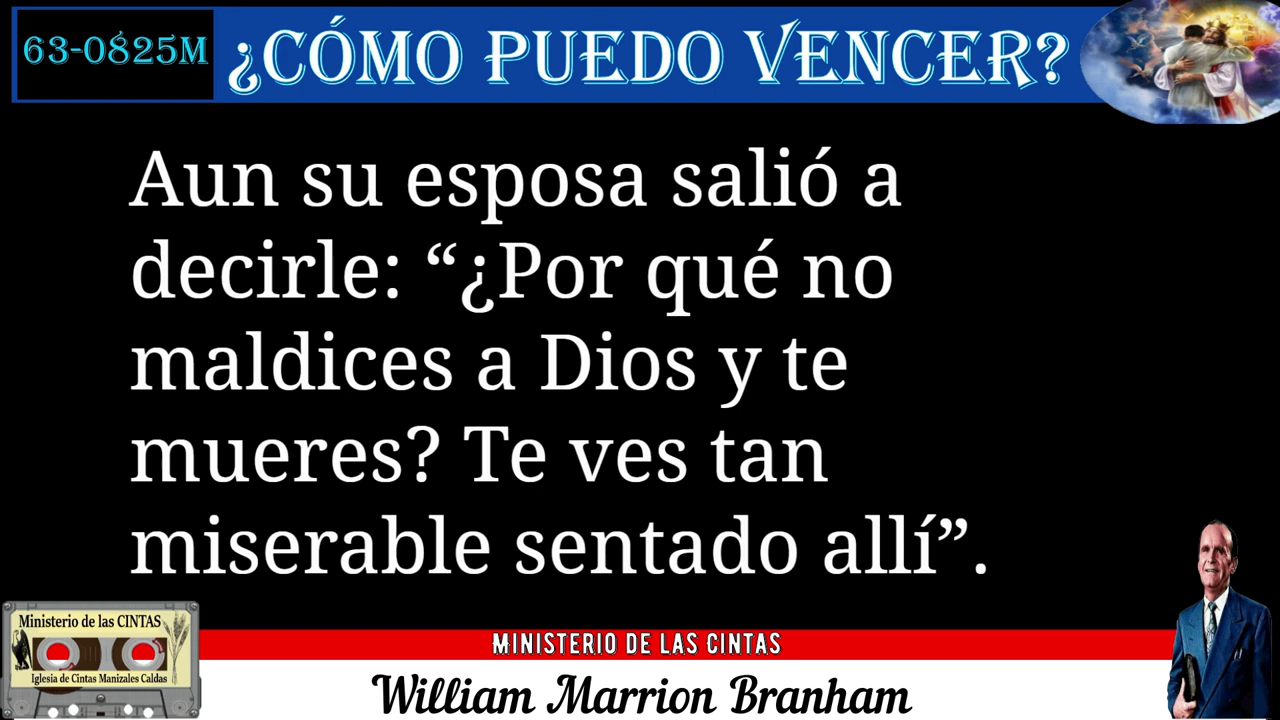 63-0825M
¿CÓMO PUEDO VENCER?
Aun su esposa salió a
decirle: “¿Por qué no
maldices a Dios y te
mueres? Te ves tan
miserable sentado allí”.
Ministerio de las CINTAS
Iglesia de Cintas Manizales Caldas
MINISTERIO DE LAS CINTAS
William Marrion Branham